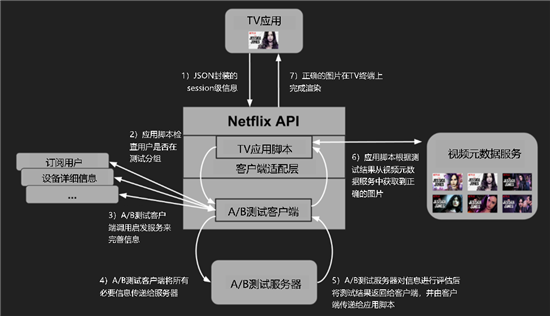 TV应用
1）JSON封装的
session级信息
7）正确的图片在TV终端上
完成渲染
Netflix API
2）应用脚本检
查用户是否在
测试分组
TV应用脚本
客户端适配层
订阅用户
设备详细信息
...
6）应用脚本根据测
试结果从视频元数
据服务中获取到正
确的图片
视频元数据服务
3）A/B测试客户
端调用启发服务来
完善信息
A/B测试客户端
4）A/B测试客户端将所有
必要信息传递给服务器
A/B测试服务器
5）A/B测试服务器对信息进行评估后
将测试结果返回给客户端，并由客户
端传递给应用脚本